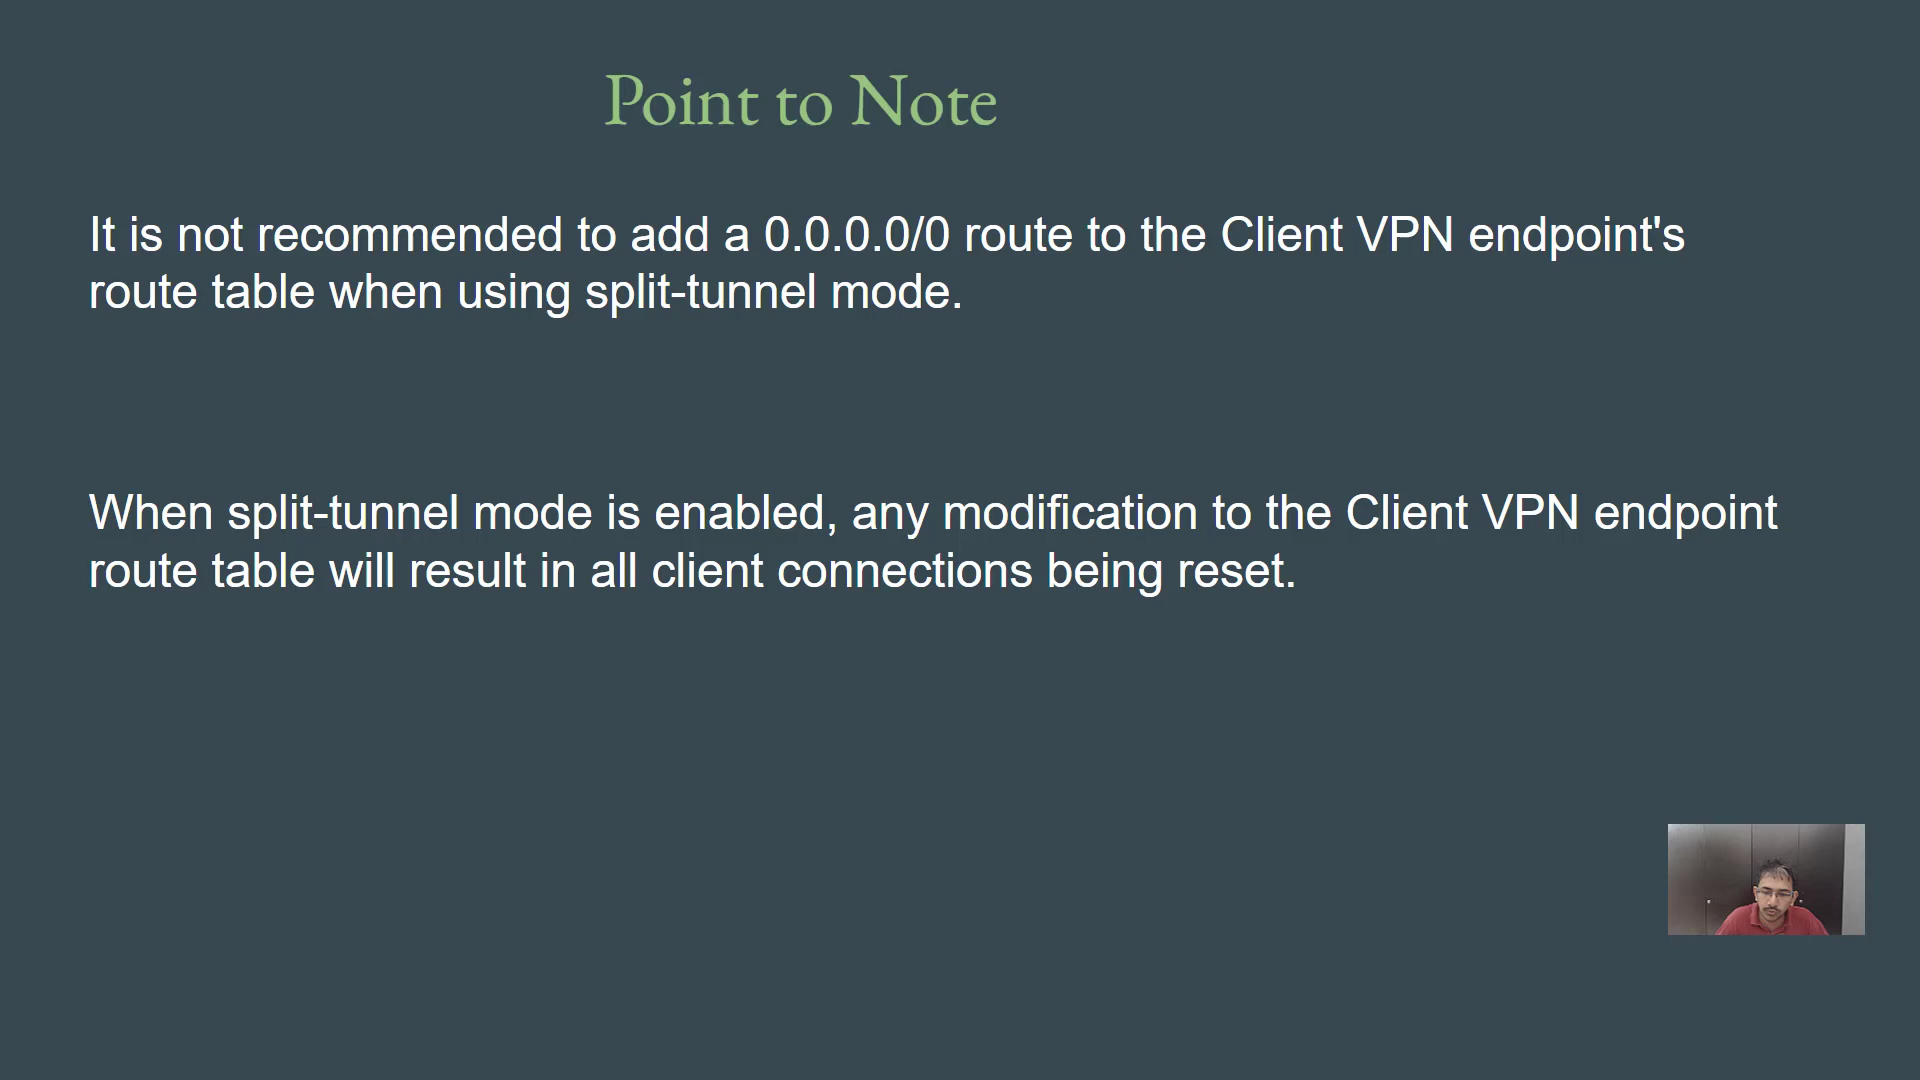 Point to Note
It is not recommended to add a 0.0.0.0/0 route to the Client VPN endpoint's
route table when using split-tunnel mode.
When split-tunnel mode is enabled, any modification to the Client VPN endpoint
route table will result in all client connections being reset.